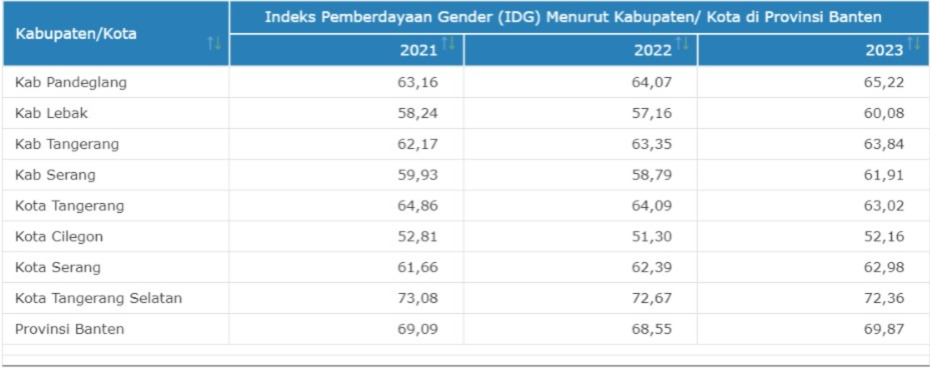 Kabupaten/Kota
Indeks Pemberdayaan Gender (IDG) Menurut Kabupaten/ Kota di Provinsi Banten
2021 2022 2023
Kab Pandeglang 63,16 64,07 65,22
Kab Lebak 58,24 57,16 60,08
Kab Tangerang 62,17 63,35 63,84
Kab Serang 59,93 58,79 61,91
Kota Tangerang 64,86 64,09 63,02
Kota Cilegon 52,81 51,30 52,16
Kota Serang 61,66 62,39 62,98
Kota Tangerang Selatan 73,08 72,67 72,36
Provinsi Banten 69,09 68,55 69,87